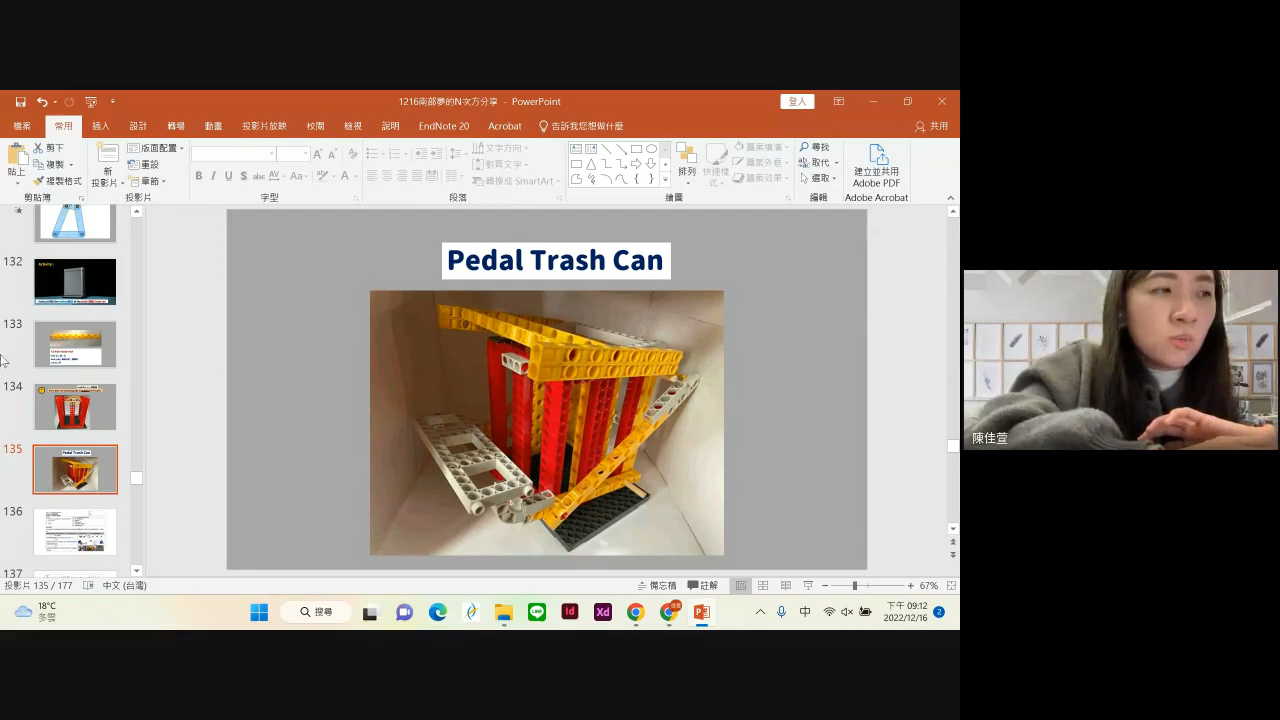 1216南部夢的N次方分享 - PowerPoint
登入
檔案 常用 插入 設計 轉場 動畫 投影片放映 校閱 檢視 說明 EndNote 20 Acrobat 告訴我您想做什麼 共用
貼上
剪下
複製
複製格式
剪貼簿
新
投影片
版面配置
重設
章節
投影片
字型
文字方向
對齊文字
轉換成 SmartArt
段落
排列
快速樣
式
圖案填滿
圖案外框
圖案效果
繪圖
尋找
取代
選取
編輯
建立並共用
Adobe PDF
Adobe Acrobat
132
133
134
135
136
137
Pedal Trash Can
Pedal Trash Can
陳佳萱
投影片 135 / 177 中文 (台灣) 備忘稿 註解 67%
18°C
多雲
搜尋
中
下午 09:12
2022/12/16
2